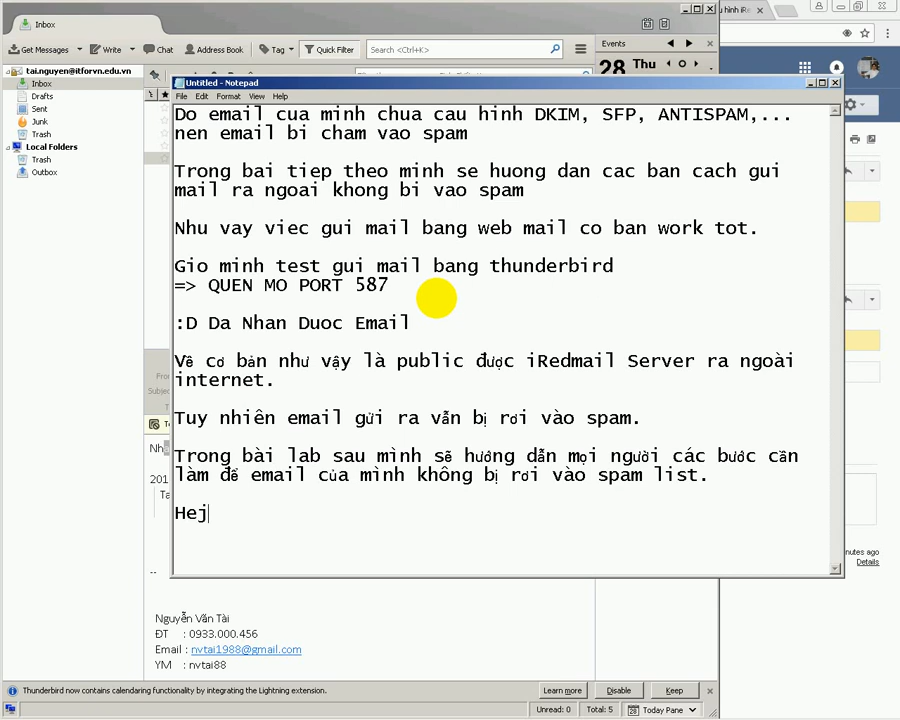 Inbox
u hình iRe
Get Messages
Write
Chat
Address Book
Tag
Quick Filter
Search <Ctrl+K>
Events
28
Thu
tai.nguyen@itforvn.vn
Inbox
Drafts
Sent
Junk
Trash
Local Folders
Trash
Outbox
Untitled - Notepad
File Edit Format View Help
Do email cua minh chua cau hinh DKIM, SFP, ANTISPAM,...
nen email bi cham vao spam
Trong bai tiep theo minh se huong dan cac ban cach gui
mail ra ngoai khong bi vao spam
Nhu vay viec gui mail bang web mail co ban work tot.
Gio minh test gui mail bang thunderbird
=> QUEN MO PORT 587
:D Da Nhan Duoc Email
Về cơ bản như vậy là public được iRedmail Server ra ngoài
internet.
Tuy nhiên email gửi ra vẫn bị rơi vào spam.
Trong bài lab sau mình sẽ hướng dẫn mọi người các bước cần
làm để email của mình không bị rơi vào spam list.
Hej
Fro
Subje
T
Nh
201
Ta
nutes ago
Details
--
Nguyễn Văn Tài
ĐT : 0933.000.456
Email : nvtai1988@gmail.com
YM : nvtai88
Thunderbird now contains calendaring functionality by integrating the Lightning extension.
Learn more
Disable
Keep
Unread: 0
Total: 5
28
Today Pane